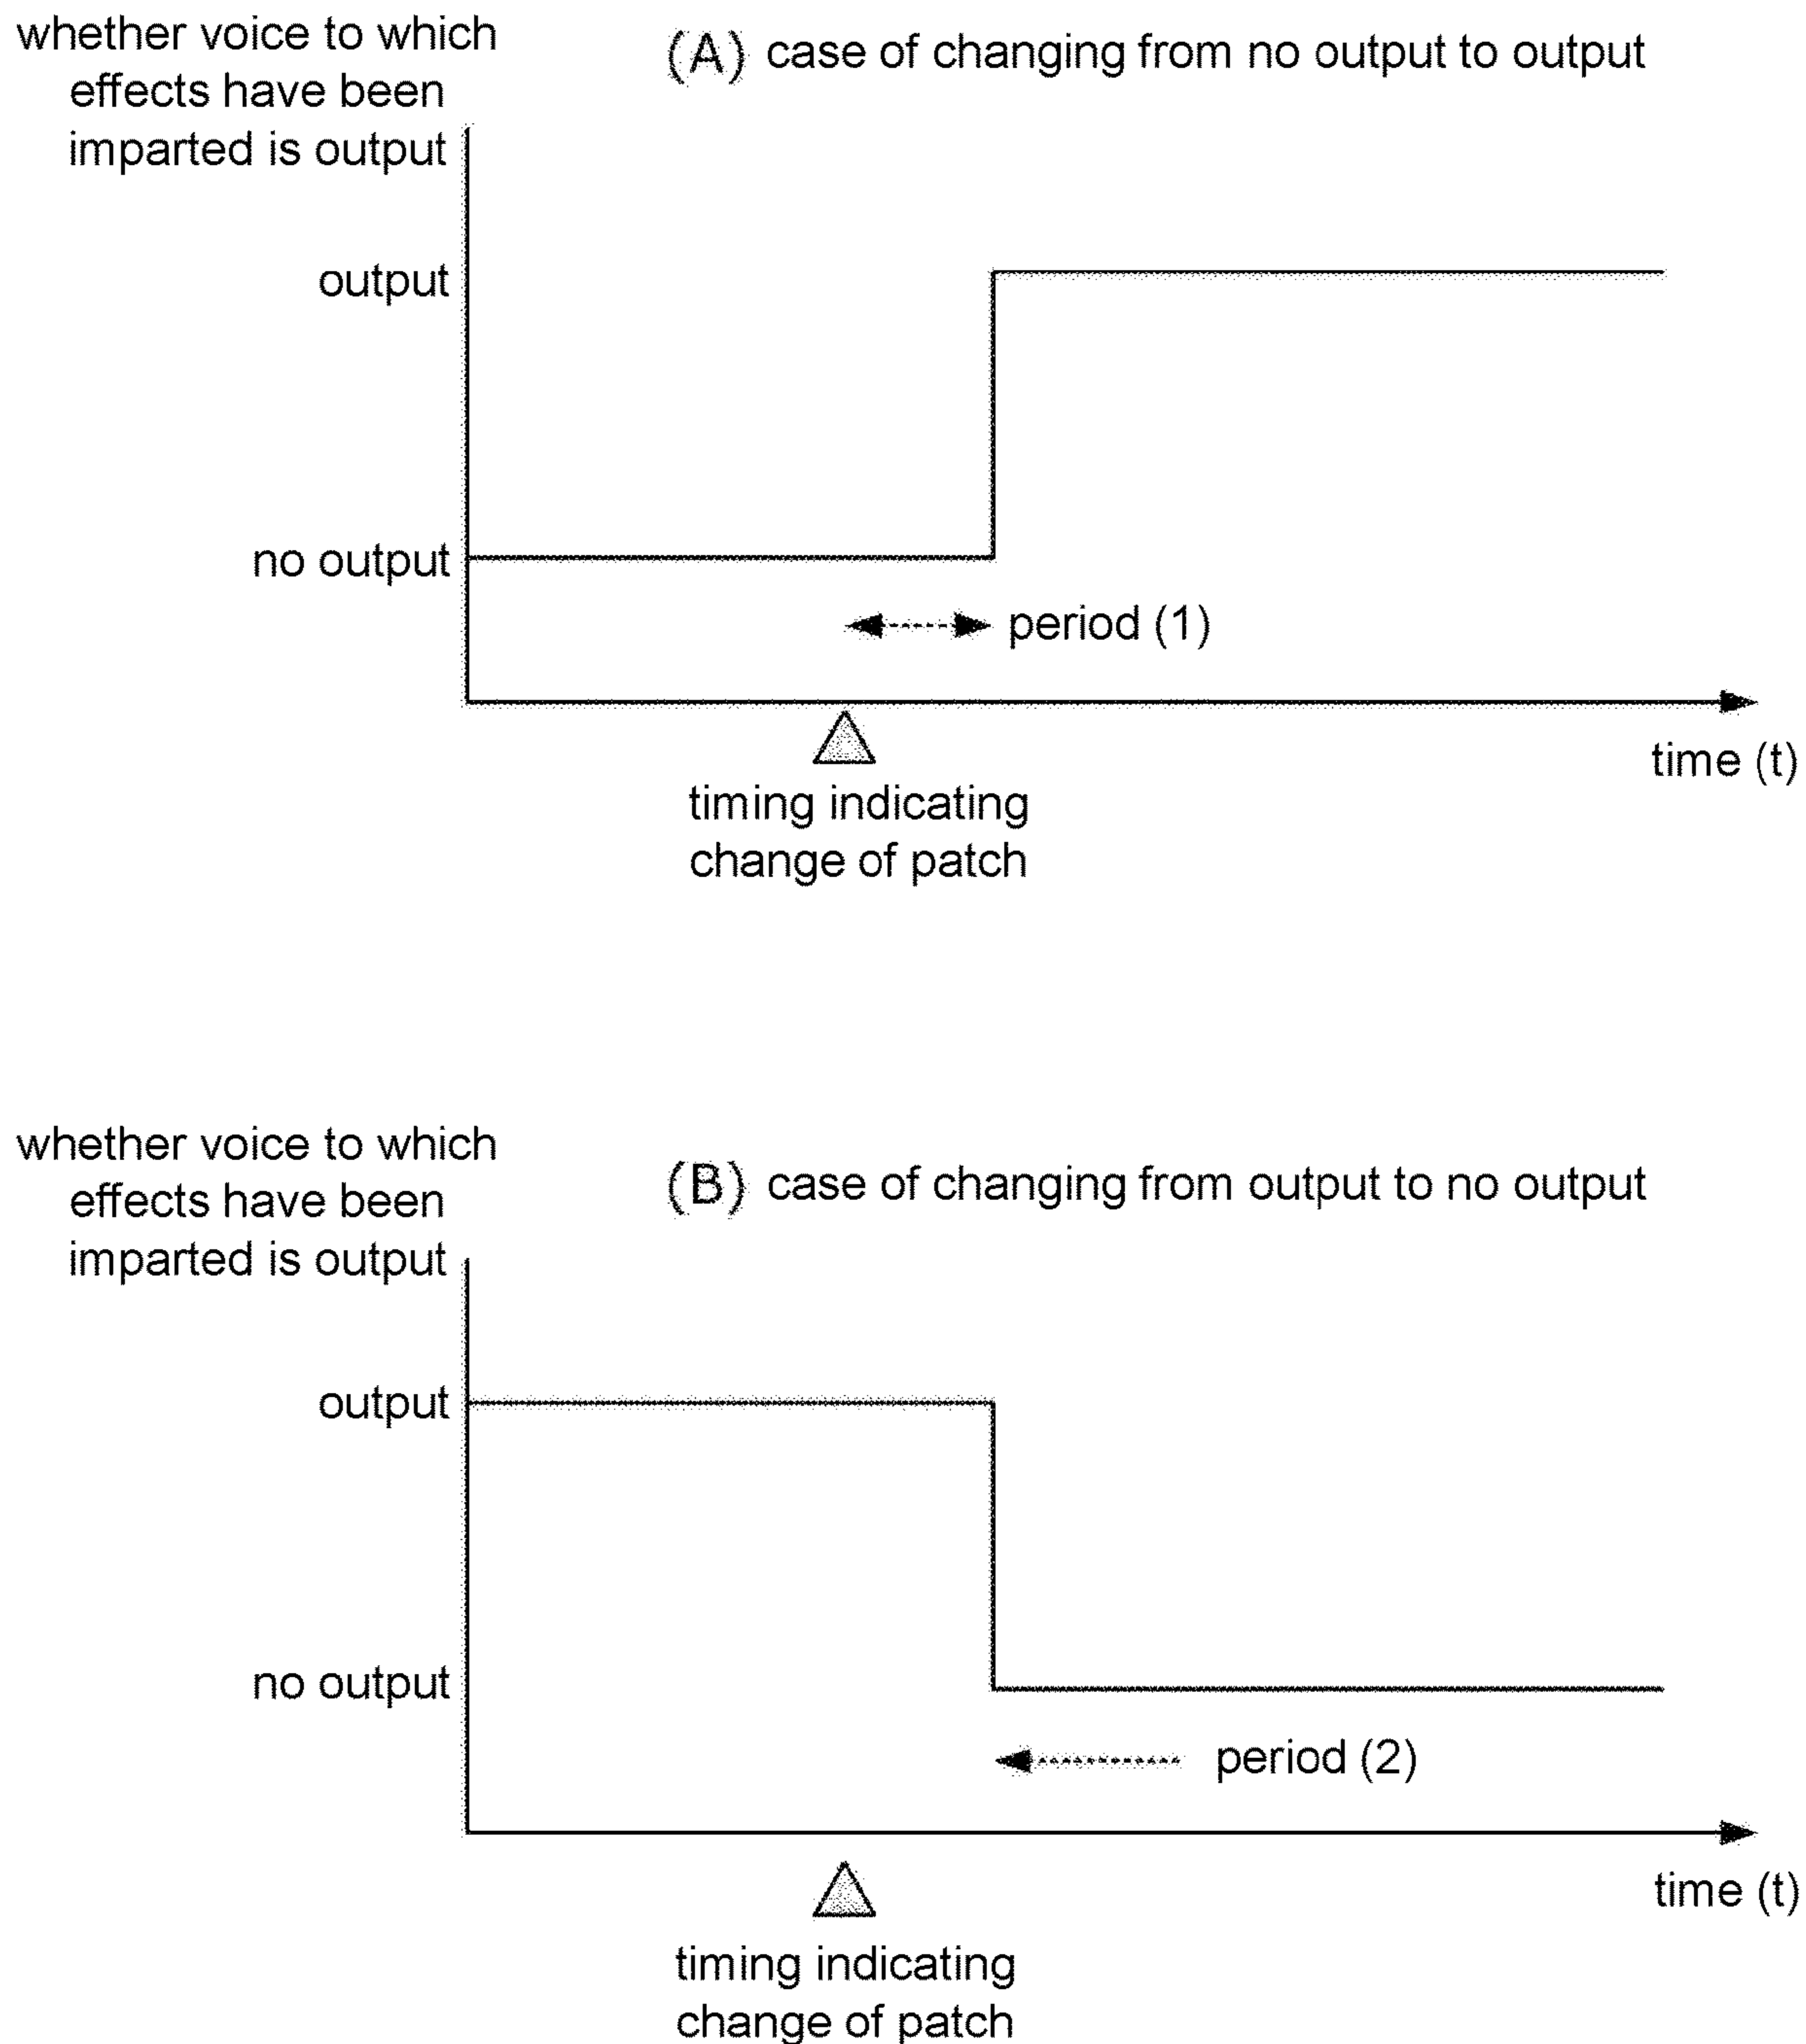 whether voice to which
effects have been
imparted is output
(A) case of changing from no output to output
output
no output
period (1)
time (t)
timing indicating
change of patch
whether voice to which
effects have been
imparted is output
(B) case of changing from output to no output
output
no output
period (2)
time (t)
timing indicating
change of patch